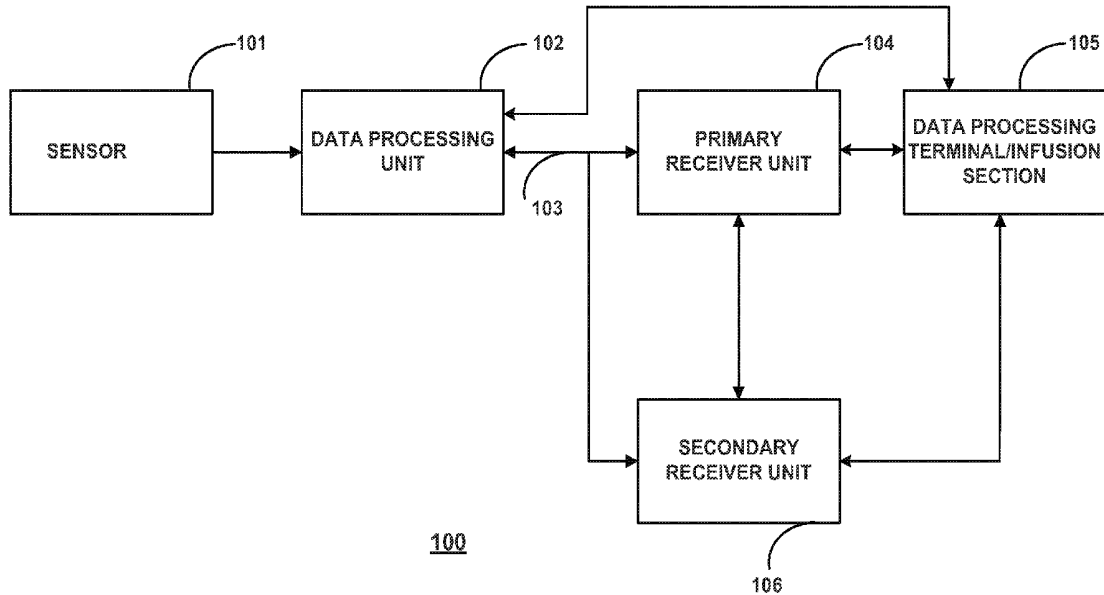 101
102
104
105
SENSOR
DATA PROCESSING
UNIT
PRIMARY
RECEIVER UNIT
DATA PROCESSING
TERMINAL/INFUSION
SECTION
103
SECONDARY
RECEIVER UNIT
100
106